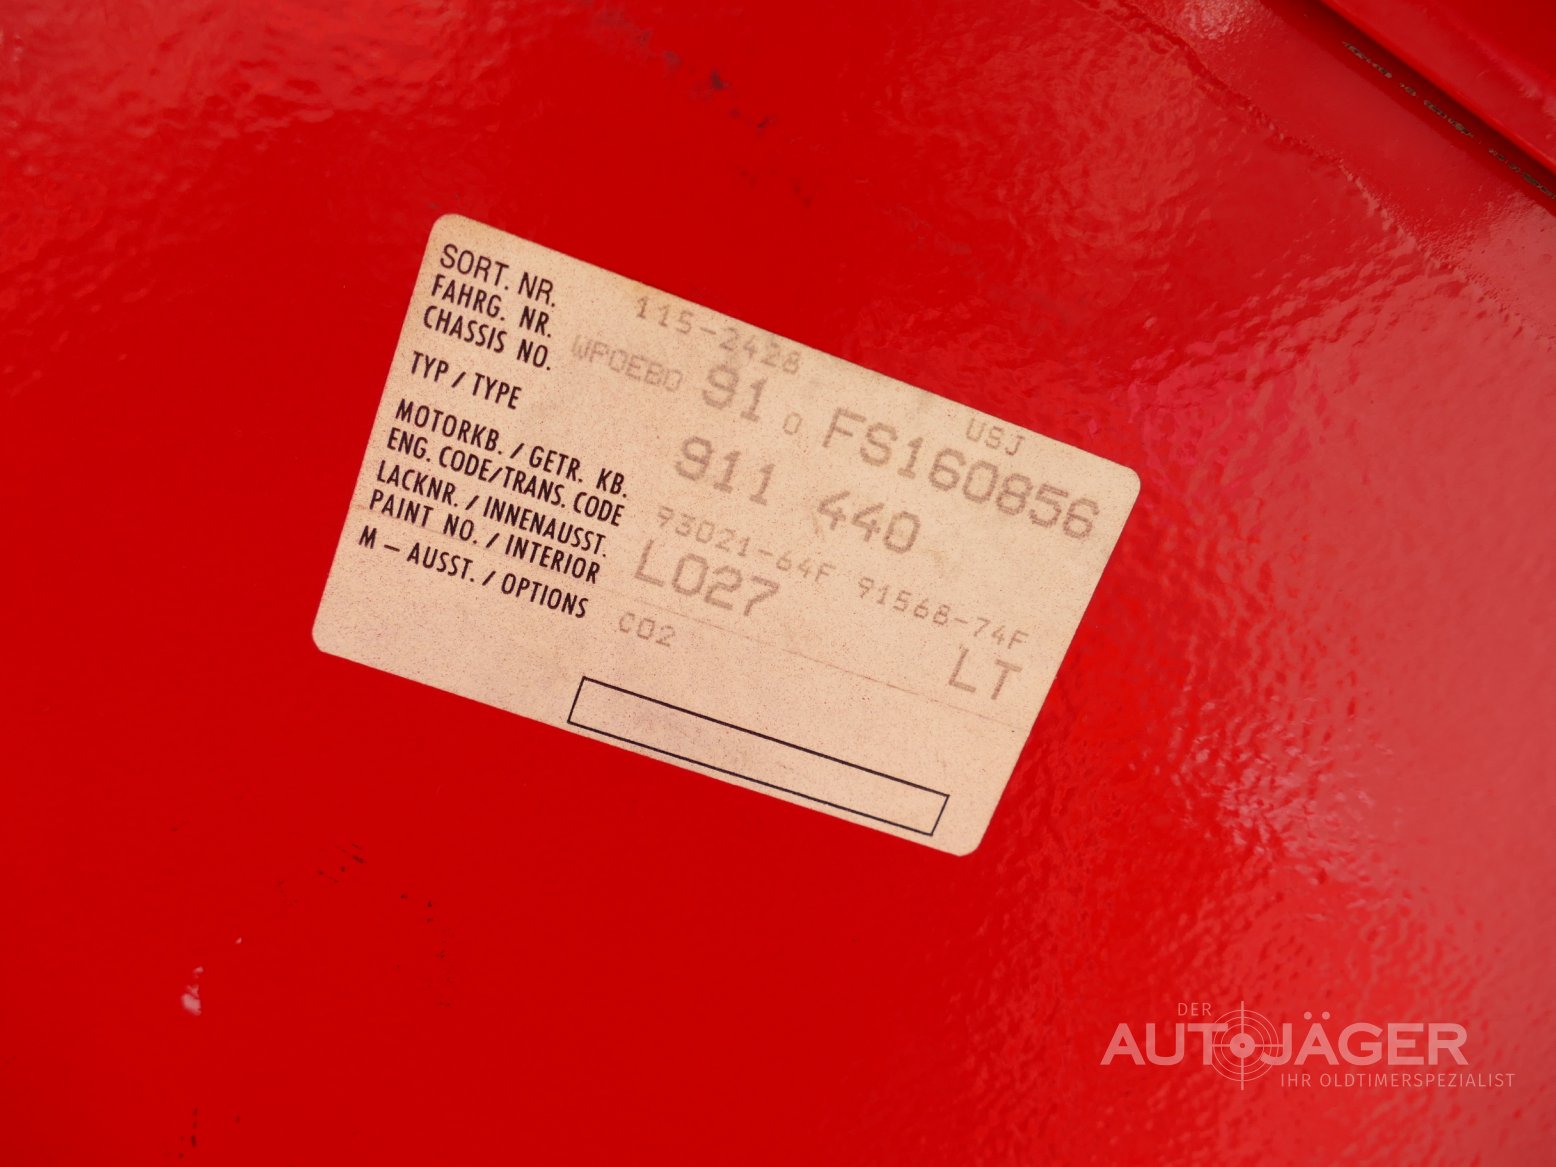 SORT. NR. 115-2428 USJ
FAHRG. NR.
CHASSIS NO. WP0EB0 91 0 FS160856
TYP / TYPE 911 440
MOTORKB. / GETR. KB.
ENG. CODE/TRANS. CODE 93021-64F 91568-74F
LACKNR. / INNENAUSST.
PAINT NO. / INTERIOR L027 LT
M – AUSST. / OPTIONS C02
DER
AUTOJÄGER
IHR OLDTIMERSPEZIALIST